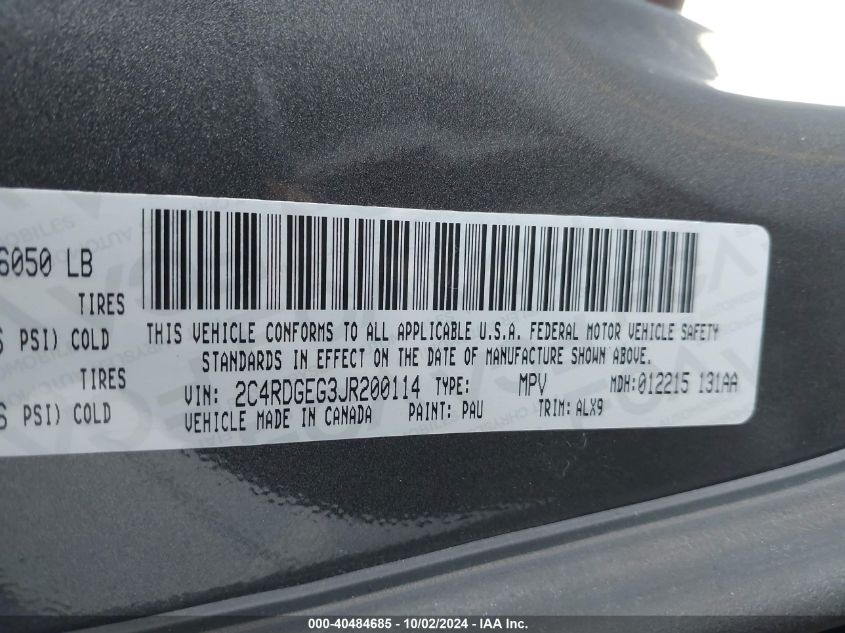 6050 LB
TIRES
PSI) COLD
TIRES
PSI) COLD
THIS VEHICLE CONFORMS TO ALL APPLICABLE U.S.A. FEDERAL MOTOR VEHICLE SAFETY
STANDARDS IN EFFECT ON THE DATE OF MANUFACTURE SHOWN ABOVE.
VIN: 2C4RDGEG3JR200114 TYPE: MPV MDH: 012215 131AA
VEHICLE MADE IN CANADA PAINT: PAU TRIM: ALX9
000-40484685 - 10/02/2024 - IAA Inc.